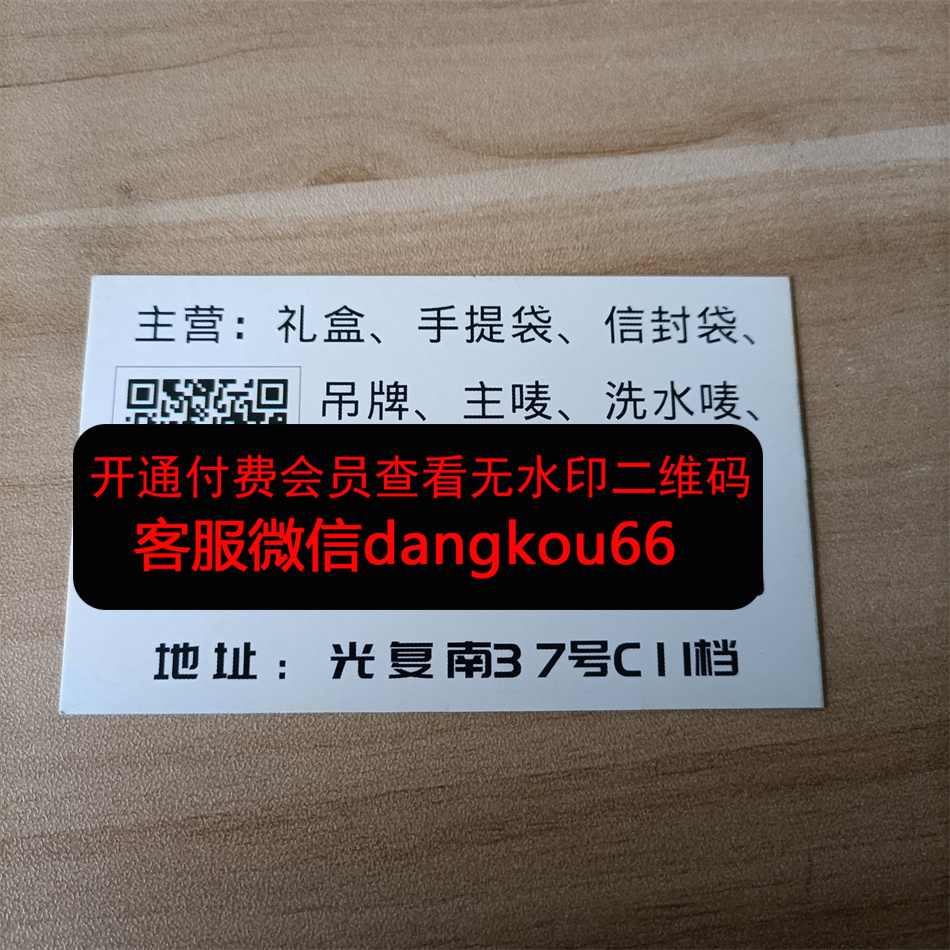 主营：礼盒、手提袋、信封袋、
吊牌、主唛、洗水唛、
开通付费会员查看无水印二维码
客服微信dangkou66
地址：光复南37号C11档